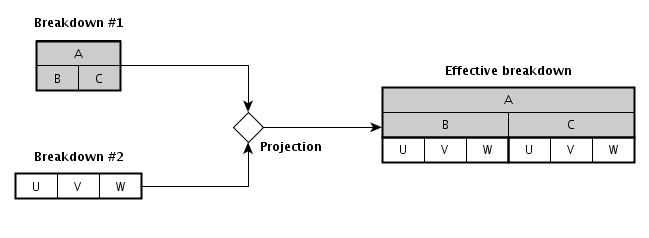 Breakdown #1
A
B C
Breakdown #2
U V W
Projection
Effective breakdown
A
B C
U V W U V W